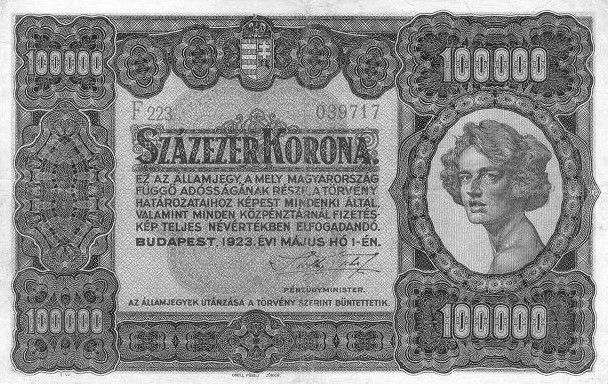 100000 100000
F 223 039717
SZÁZEZER KORONA.
EZ AZ ÁLLAMJEGY, A MELY MAGYARORSZÁG
FÜGGŐ ADÓSSÁGÁNAK RÉSZE, A TÖRVÉNY
HATÁROZATAIHOZ KÉPEST MINDENKI ÁLTAL,
VALAMINT MINDEN KÖZPÉNZTÁRNÁL FIZETÉS-
KÉP TELJES NÉVÉRTÉKBEN ELFOGADANDÓ.
BUDAPEST, 1923. ÉVI MÁJUS HÓ 1-ÉN.
PÉNZÜGYMINISTER.
AZ ÁLLAMJEGYEK UTÁNZÁSA A TÖRVÉNY SZERINT BÜNTETTETIK.
100000 100000